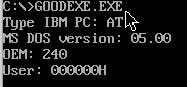 C:\>GOODEXE.EXE
Type IBM PC: AT
MS DOS version: 05.00
OEM: 240
User: 000000H